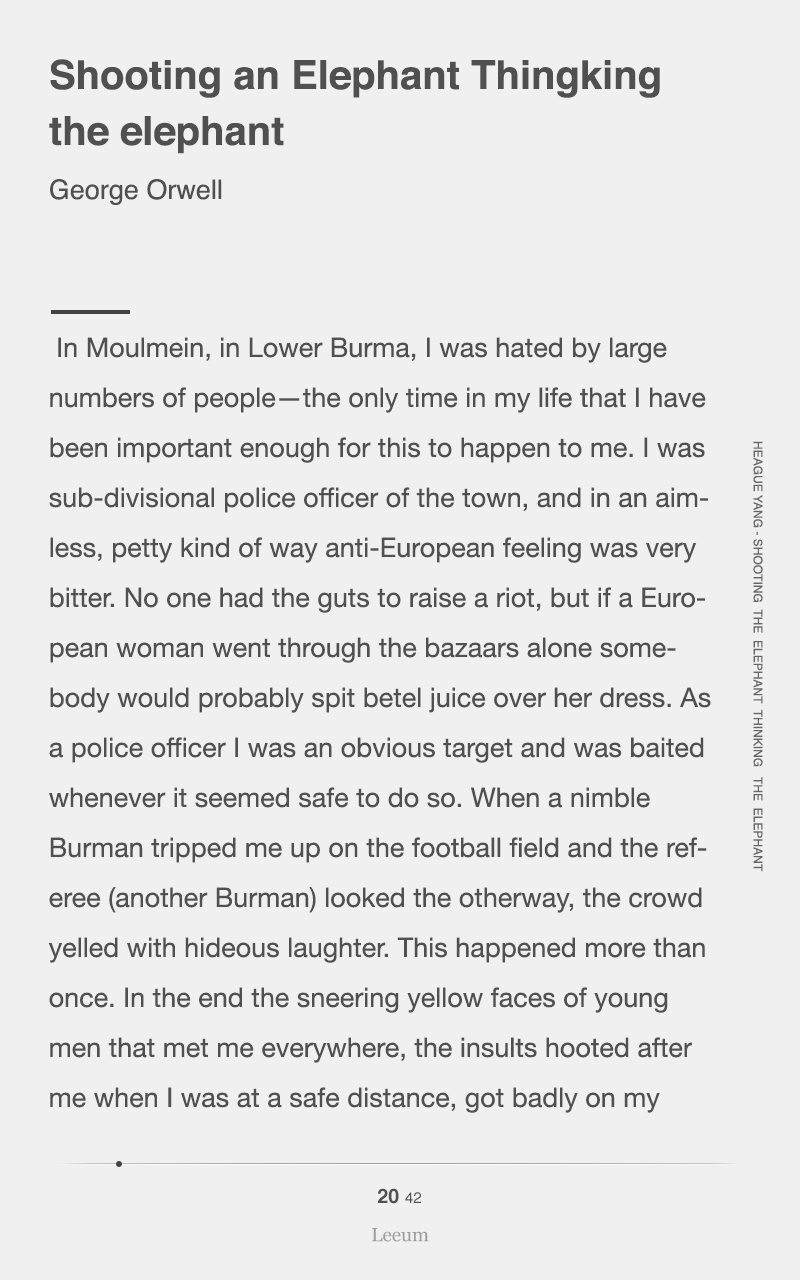 Shooting an Elephant Thingking
the elephant
George Orwell
In Moulmein, in Lower Burma, I was hated by large
numbers of people—the only time in my life that I have
been important enough for this to happen to me. I was
sub-divisional police officer of the town, and in an aim-
less, petty kind of way anti-European feeling was very
bitter. No one had the guts to raise a riot, but if a Euro-
pean woman went through the bazaars alone some-
body would probably spit betel juice over her dress. As
a police officer I was an obvious target and was baited
whenever it seemed safe to do so. When a nimble
Burman tripped me up on the football field and the ref-
eree (another Burman) looked the otherway, the crowd
yelled with hideous laughter. This happened more than
once. In the end the sneering yellow faces of young
men that met me everywhere, the insults hooted after
me when I was at a safe distance, got badly on my
HEAGUE YANG - SHOOTING THE ELEPHANT THINKING THE ELEPHANT
20 42
Leeum